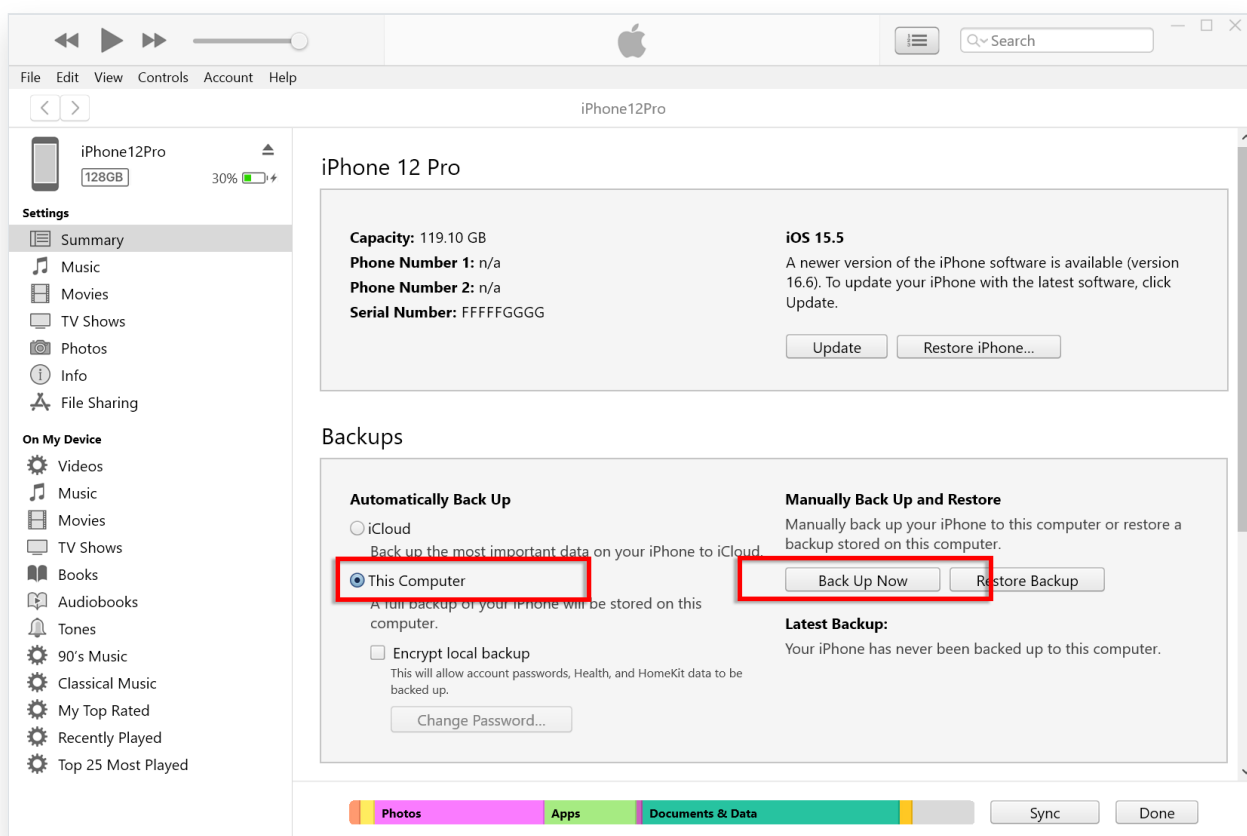 Search
File Edit View Controls Account Help
iPhone12Pro
iPhone12Pro
128GB
30%
Settings
Summary
Music
Movies
TV Shows
Photos
Info
File Sharing
On My Device
Videos
Music
Movies
TV Shows
Books
Audiobooks
Tones
90's Music
Classical Music
My Top Rated
Recently Played
Top 25 Most Played
iPhone 12 Pro
Capacity: 119.10 GB
Phone Number 1: n/a
Phone Number 2: n/a
Serial Number: FFFFFGGGG
iOS 15.5
A newer version of the iPhone software is available (version
16.6). To update your iPhone with the latest software, click
Update.
Update
Restore iPhone...
Backups
Automatically Back Up
iCloud
Back up the most important data on your iPhone to iCloud.
This Computer
A full backup of your iPhone will be stored on this
computer.
Encrypt local backup
This will allow account passwords, Health, and HomeKit data to be
backed up.
Change Password...
Manually Back Up and Restore
Manually back up your iPhone to this computer or restore a
backup stored on this computer.
Back Up Now
Restore Backup
Latest Backup:
Your iPhone has never been backed up to this computer.
Photos
Apps
Documents & Data
Sync
Done